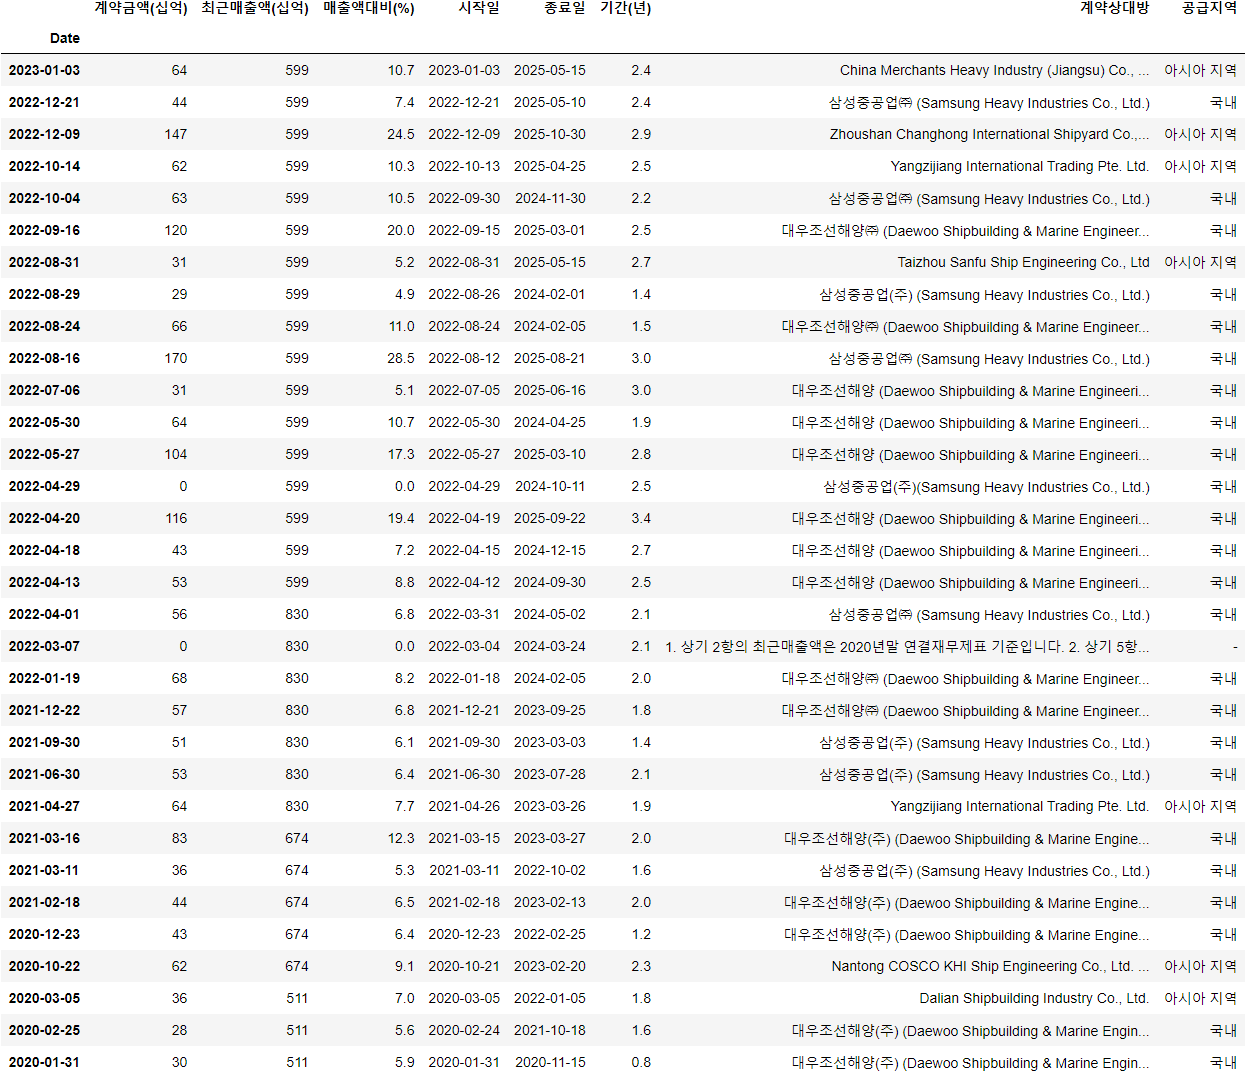 계약금액(십억) 최근매출액(십억) 매출액대비(%) 시작일 종료일 기간(년) 계약상대방 공급지역
Date
2023-01-03 64 599 10.7 2023-01-03 2025-05-15 2.4 China Merchants Heavy Industry (Jiangsu) Co., ... 아시아 지역
2022-12-21 44 599 7.4 2022-12-21 2025-05-10 2.4 삼성중공업㈜ (Samsung Heavy Industries Co., Ltd.) 국내
2022-12-09 147 599 24.5 2022-12-09 2025-10-30 2.9 Zhoushan Changhong International Shipyard Co.,... 아시아 지역
2022-10-14 62 599 10.3 2022-10-13 2025-04-25 2.5 Yangzijiang International Trading Pte. Ltd. 아시아 지역
2022-10-04 63 599 10.5 2022-09-30 2024-11-30 2.2 삼성중공업㈜ (Samsung Heavy Industries Co., Ltd.) 국내
2022-09-16 120 599 20.0 2022-09-15 2025-03-01 2.5 대우조선해양㈜ (Daewoo Shipbuilding & Marine Engineer... 국내
2022-08-31 31 599 5.2 2022-08-31 2025-05-15 2.7 Taizhou Sanfu Ship Engineering Co., Ltd 아시아 지역
2022-08-29 29 599 4.9 2022-08-26 2024-02-01 1.4 삼성중공업(주) (Samsung Heavy Industries Co., Ltd.) 국내
2022-08-24 66 599 11.0 2022-08-24 2024-02-05 1.5 대우조선해양㈜ (Daewoo Shipbuilding & Marine Engineer... 국내
2022-08-16 170 599 28.5 2022-08-12 2025-08-21 3.0 삼성중공업㈜ (Samsung Heavy Industries Co., Ltd.) 국내
2022-07-06 31 599 5.1 2022-07-05 2025-06-16 3.0 대우조선해양 (Daewoo Shipbuilding & Marine Engineeri... 국내
2022-05-30 64 599 10.7 2022-05-30 2024-04-25 1.9 대우조선해양 (Daewoo Shipbuilding & Marine Engineeri... 국내
2022-05-27 104 599 17.3 2022-05-27 2025-03-10 2.8 대우조선해양 (Daewoo Shipbuilding & Marine Engineeri... 국내
2022-04-29 0 599 0.0 2022-04-29 2024-10-11 2.5 삼성중공업(주)(Samsung Heavy Industries Co., Ltd.) 국내
2022-04-20 116 599 19.4 2022-04-19 2025-09-22 3.4 대우조선해양 (Daewoo Shipbuilding & Marine Engineeri... 국내
2022-04-18 43 599 7.2 2022-04-15 2024-12-15 2.7 대우조선해양 (Daewoo Shipbuilding & Marine Engineeri... 국내
2022-04-13 53 599 8.8 2022-04-12 2024-09-30 2.5 대우조선해양 (Daewoo Shipbuilding & Marine Engineeri... 국내
2022-04-01 56 830 6.8 2022-03-31 2024-05-02 2.1 삼성중공업㈜ (Samsung Heavy Industries Co., Ltd.) 국내
2022-03-07 0 830 0.0 2022-03-04 2024-03-24 2.1 1. 상기 2항의 최근매출액은 2020년말 연결재무제표 기준입니다. 2. 상기 5항... -
2022-01-19 68 830 8.2 2022-01-18 2024-02-05 2.0 대우조선해양㈜ (Daewoo Shipbuilding & Marine Engineer... 국내
2021-12-22 57 830 6.8 2021-12-21 2023-09-25 1.8 대우조선해양㈜ (Daewoo Shipbuilding & Marine Engineer... 국내
2021-09-30 51 830 6.1 2021-09-30 2023-03-03 1.4 삼성중공업(주) (Samsung Heavy Industries Co., Ltd.) 국내
2021-06-30 53 830 6.4 2021-06-30 2023-07-28 2.1 삼성중공업(주) (Samsung Heavy Industries Co., Ltd.) 국내
2021-04-27 64 830 7.7 2021-04-26 2023-03-26 1.9 Yangzijiang International Trading Pte. Ltd. 아시아 지역
2021-03-16 83 674 12.3 2021-03-15 2023-03-27 2.0 대우조선해양(주) (Daewoo Shipbuilding & Marine Engine... 국내
2021-03-11 36 674 5.3 2021-03-11 2022-10-02 1.6 삼성중공업(주) (Samsung Heavy Industries Co., Ltd.) 국내
2021-02-18 44 674 6.5 2021-02-18 2023-02-13 2.0 대우조선해양(주) (Daewoo Shipbuilding & Marine Engine... 국내
2020-12-23 43 674 6.4 2020-12-23 2022-02-25 1.2 대우조선해양(주) (Daewoo Shipbuilding & Marine Engine... 국내
2020-10-22 62 674 9.1 2020-10-21 2023-02-20 2.3 Nantong COSCO KHI Ship Engineering Co., Ltd. ... 아시아 지역
2020-03-05 36 511 7.0 2020-03-05 2022-01-05 1.8 Dalian Shipbuilding Industry Co., Ltd. 아시아 지역
2020-02-25 28 511 5.6 2020-02-24 2021-10-18 1.6 대우조선해양(주) (Daewoo Shipbuilding & Marine Engin... 국내
2020-01-31 30 511 5.9 2020-01-31 2020-11-15 0.8 대우조선해양(주) (Daewoo Shipbuilding & Marine Engin... 국내